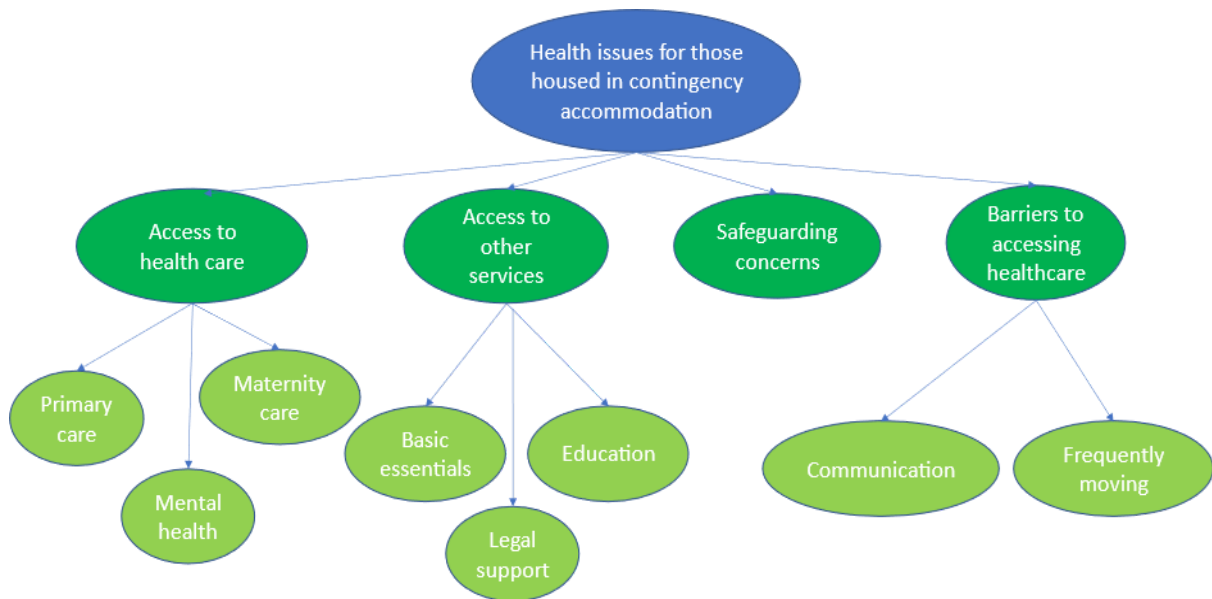 Health issues for those
housed in contingency
accommodation
Access to
health care
Access to
other
services
Safeguarding
concerns
Barriers to
accessing
healthcare
Primary
care
Mental
health
Maternity
care
Basic
essentials
Legal
support
Education
Communication
Frequently
moving